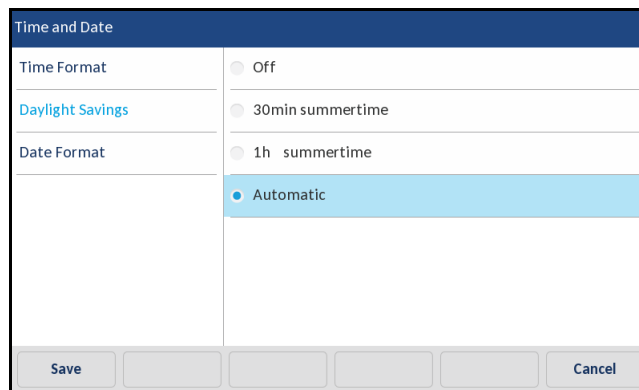 Time and Date
Time Format
Daylight Savings
Date Format
Off
30min summertime
1h summertime
Automatic
Save
Cancel